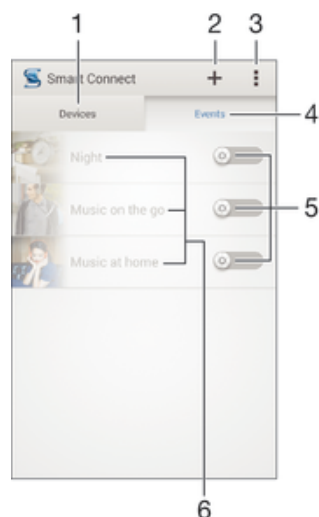 1 2 3
Smart Connect
Devices Events 4
Night
Music on the go 5
Music at home
6